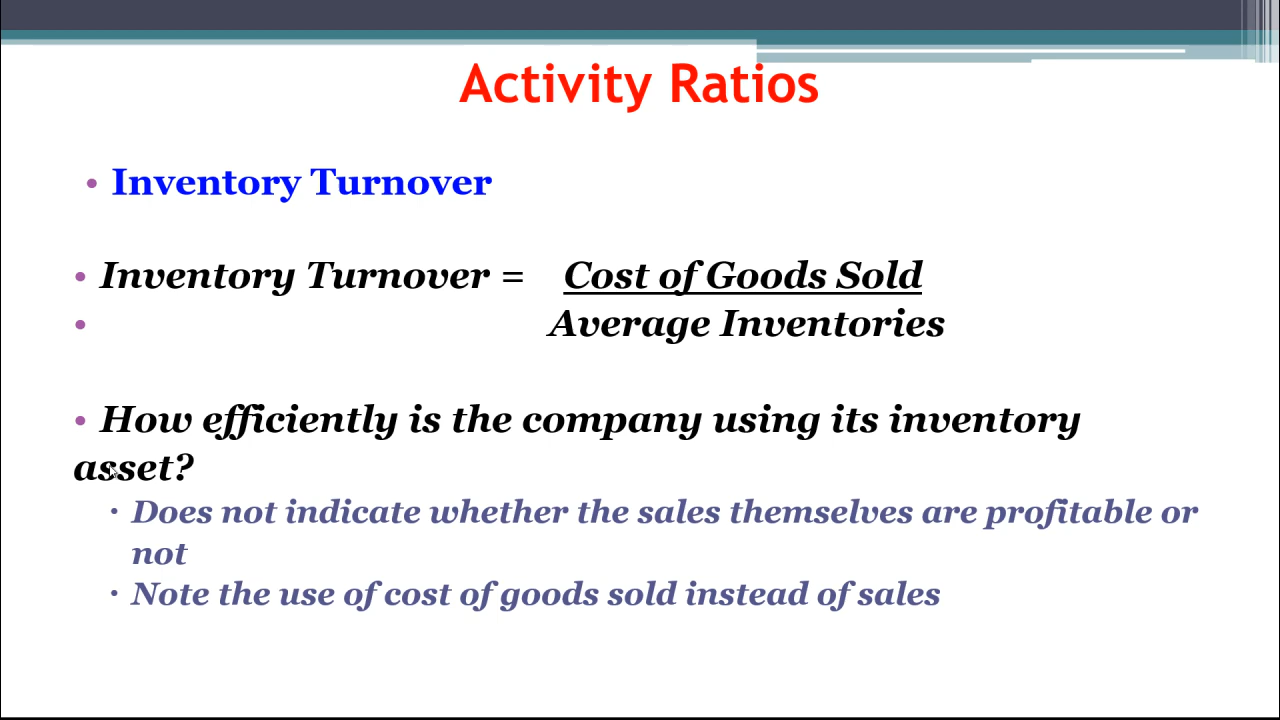 Activity Ratios
• Inventory Turnover
• Inventory Turnover = Cost of Goods Sold
• Average Inventories
• How efficiently is the company using its inventory
asset?
▪ Does not indicate whether the sales themselves are profitable or
not
▪ Note the use of cost of goods sold instead of sales